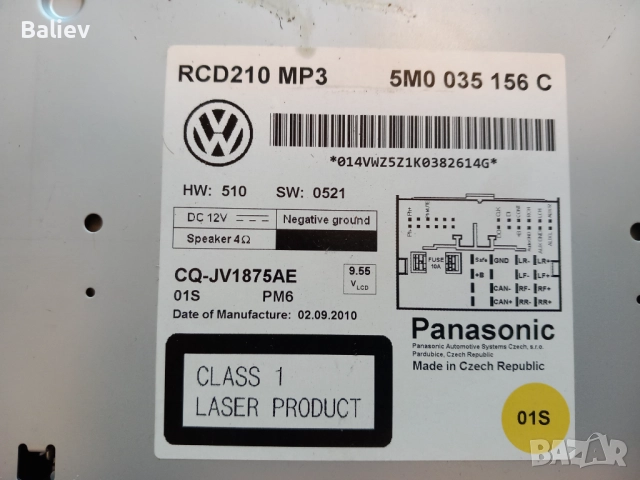 Baliev
RCD210 MP3 5M0 035 156 C
*014VWZ5Z1K0382614G*
HW: 510 SW: 0521
DC 12V Negative ground
Speaker 4Ω
CQ-JV1875AE
9.55
VLCD
01S PM6
Date of Manufacture: 02.09.2010
FUSE
10A
Safe GND LR- LR+
+B LF- LF+
CAN- RF- RF+
CAN+ RR- RR+
Panasonic
Panasonic Automotive Systems Czech, s.r.o.
Pardubice, Czech Republic
Made in Czech Republic
CLASS 1
LASER PRODUCT
01S
BAZAR